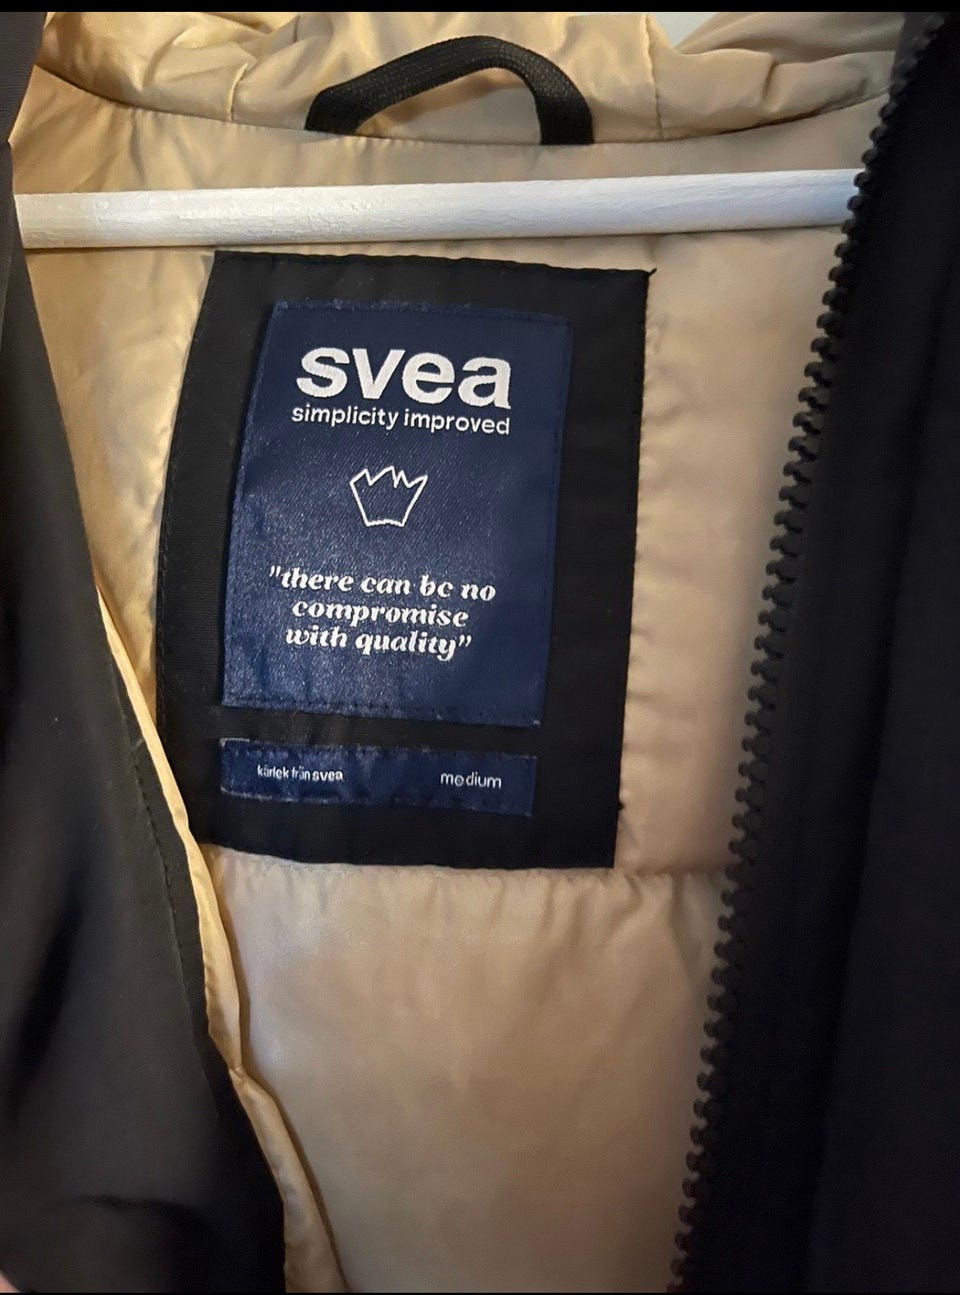 svea
simplicity improved
"there can be no
compromise
with quality"
kärlek från svea
medium